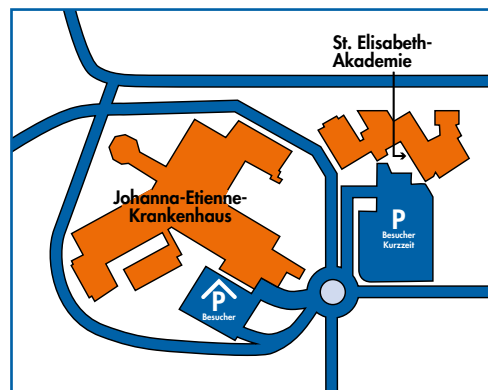 St. Elisabeth-
Akademie
Johanna-Etienne-
Krankenhaus
P
Besucher
Kurzzeit
P
Besucher